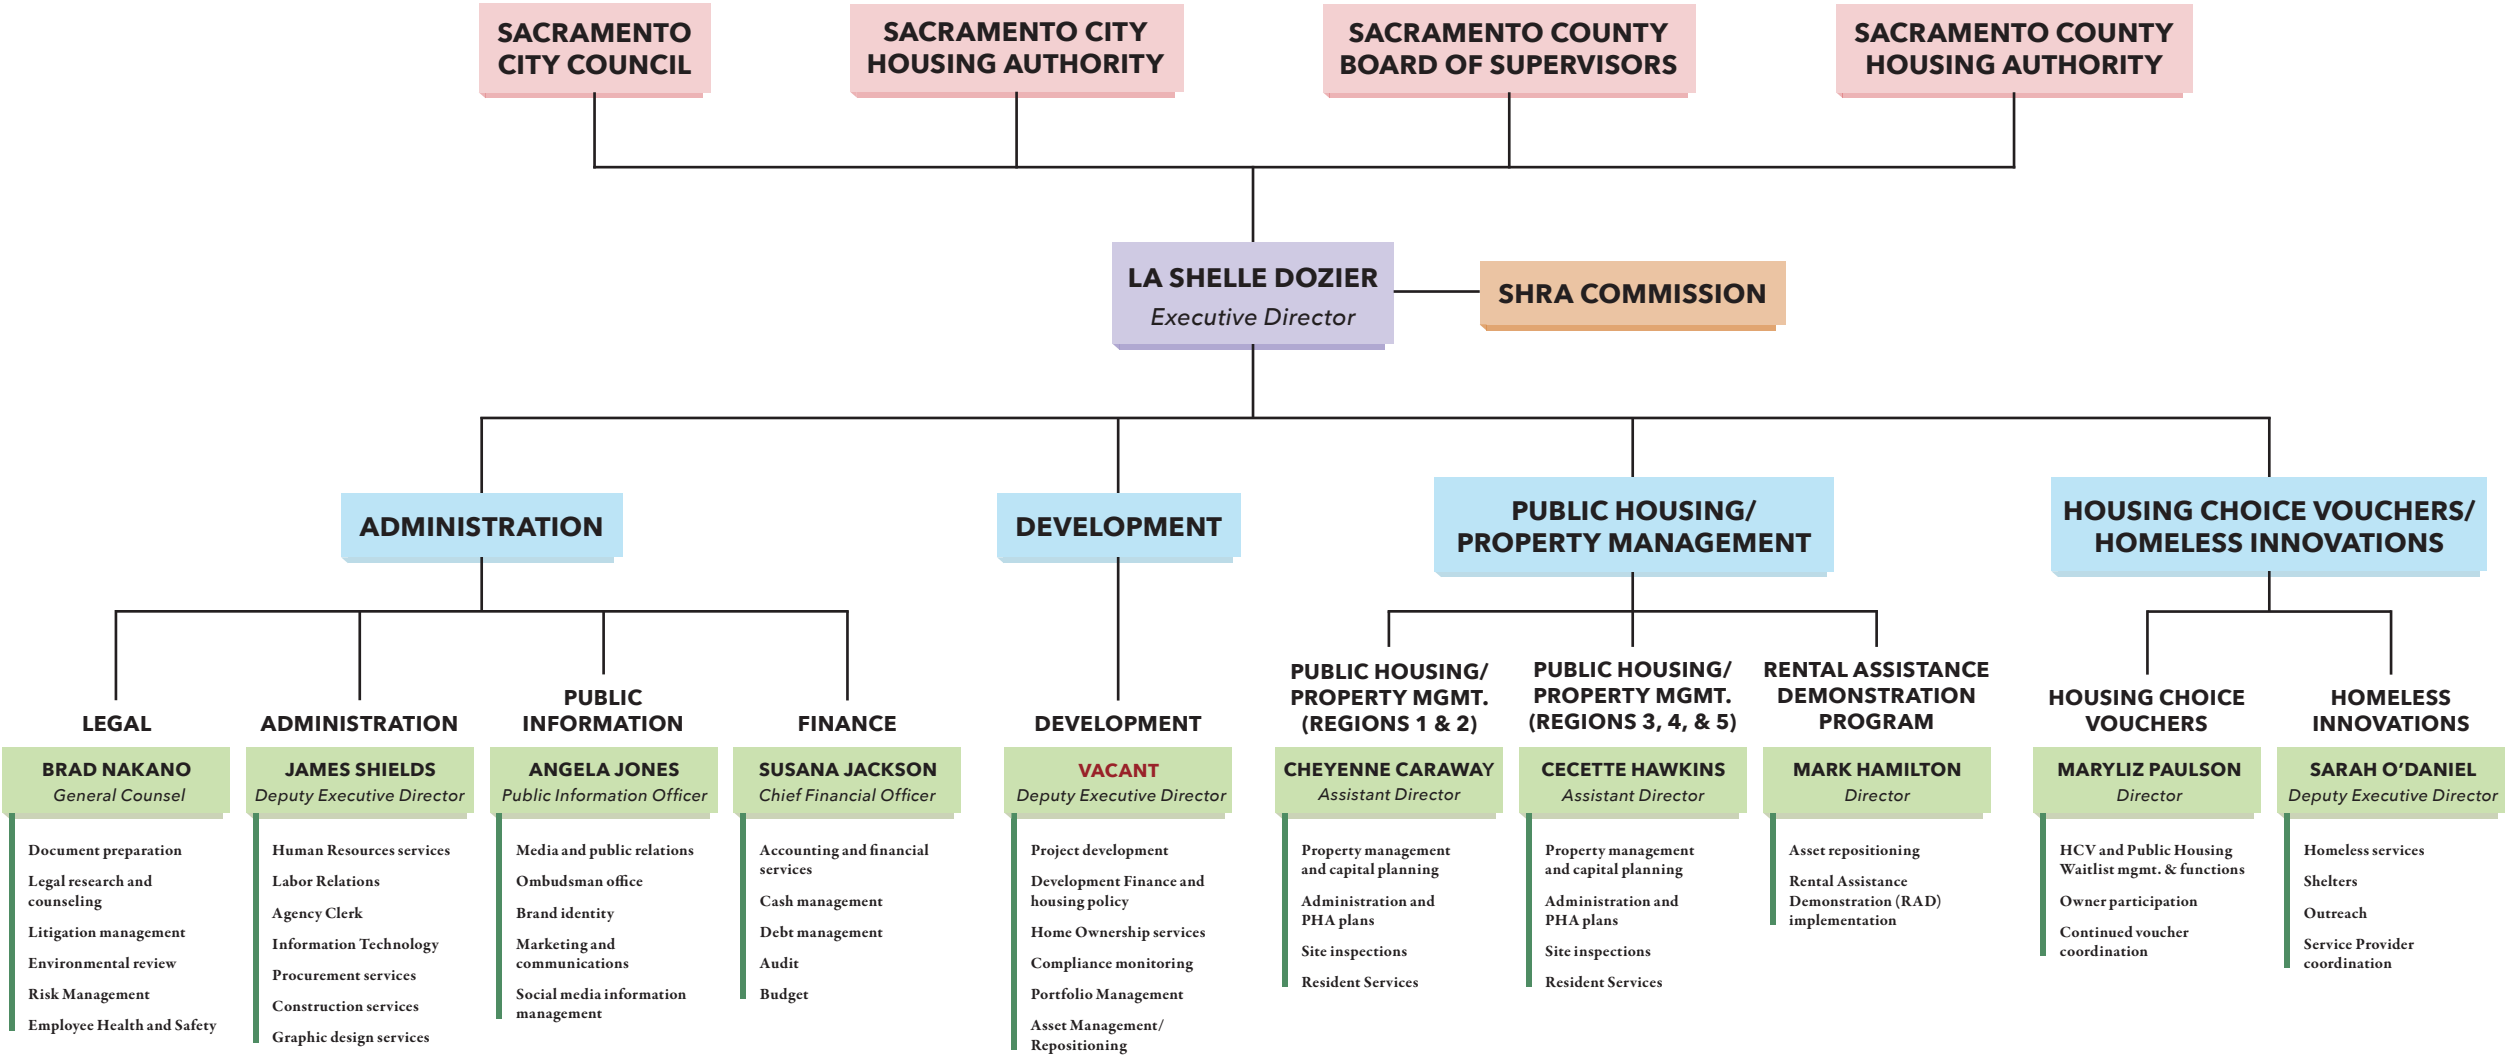 SACRAMENTO
CITY COUNCIL
SACRAMENTO CITY
HOUSING AUTHORITY
SACRAMENTO COUNTY
BOARD OF SUPERVISORS
SACRAMENTO COUNTY
HOUSING AUTHORITY
LA SHELLE DOZIER
Executive Director
SHRA COMMISSION
ADMINISTRATION
DEVELOPMENT
PUBLIC HOUSING/
PROPERTY MANAGEMENT
HOUSING CHOICE VOUCHERS/
HOMELESS INNOVATIONS
LEGAL
BRAD NAKANO
General Counsel
Document preparation
Legal research and
counseling
Litigation management
Environmental review
Risk Management
Employee Health and Safety
ADMINISTRATION
JAMES SHIELDS
Deputy Executive Director
Human Resources services
Labor Relations
Agency Clerk
Information Technology
Procurement services
Construction services
Graphic design services
PUBLIC
INFORMATION
ANGELA JONES
Public Information Officer
Media and public relations
Ombudsman office
Brand identity
Marketing and
communications
Social media information
management
FINANCE
SUSANA JACKSON
Chief Financial Officer
Accounting and financial
services
Cash management
Debt management
Audit
Budget
DEVELOPMENT
VACANT
Deputy Executive Director
Project development
Development Finance and
housing policy
Home Ownership services
Compliance monitoring
Portfolio Management
Asset Management/
Repositioning
PUBLIC HOUSING/
PROPERTY MGMT.
(REGIONS 1 & 2)
CHEYENNE CARAWAY
Assistant Director
Property management
and capital planning
Administration and
PHA plans
Site inspections
Resident Services
PUBLIC HOUSING/
PROPERTY MGMT.
(REGIONS 3, 4, & 5)
CECETTE HAWKINS
Assistant Director
Property management
and capital planning
Administration and
PHA plans
Site inspections
Resident Services
RENTAL ASSISTANCE
DEMONSTRATION
PROGRAM
MARK HAMILTON
Director
Asset repositioning
Rental Assistance
Demonstration (RAD)
implementation
HOUSING CHOICE
VOUCHERS
MARYLIZ PAULSON
Director
HCV and Public Housing
Waitlist mgmt. & functions
Owner participation
Continued voucher
coordination
HOMELESS
INNOVATIONS
SARAH O’DANIEL
Deputy Executive Director
Homeless services
Shelters
Outreach
Service Provider
coordination